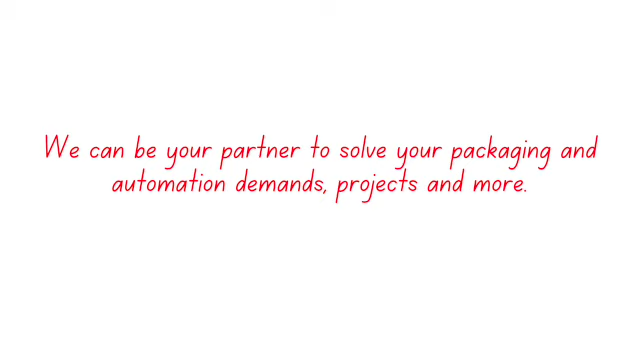 We can be your partner to solve your packaging and
automation demands, projects and more.